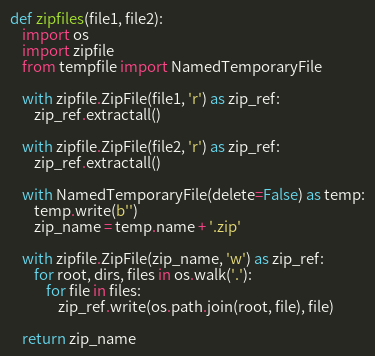 def zipfiles(file1, file2):
    import os
    import zipfile
    from tempfile import NamedTemporaryFile

    with zipfile.ZipFile(file1, 'r') as zip_ref:
        zip_ref.extractall()

    with zipfile.ZipFile(file2, 'r') as zip_ref:
        zip_ref.extractall()

    with NamedTemporaryFile(delete=False) as temp:
        temp.write(b'')
        zip_name = temp.name + '.zip'

    with zipfile.ZipFile(zip_name, 'w') as zip_ref:
        for root, dirs, files in os.walk('.'):
            for file in files:
                zip_ref.write(os.path.join(root, file), file)

    return zip_name